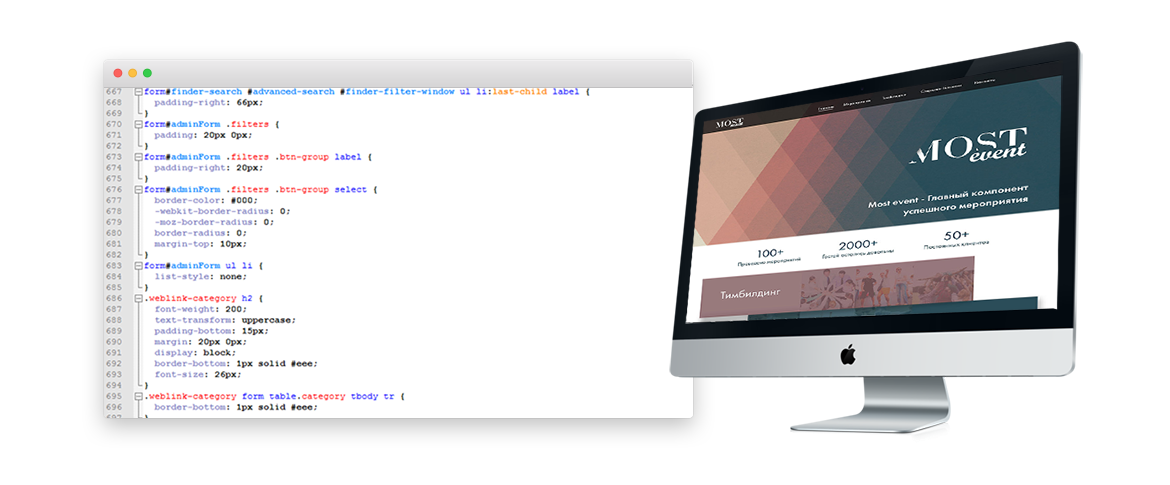 667 form#finder-search #advanced-search #finder-filter-window ul li:last-child label {
668 padding-right: 66px;
669 }
670 form#adminForm .filters {
671 padding: 20px 0px;
672 }
673 form#adminForm .filters .btn-group label {
674 padding-right: 20px;
675 }
676 form#adminForm .filters .btn-group select {
677 border-color: #000;
678 -webkit-border-radius: 0;
679 -moz-border-radius: 0;
680 border-radius: 0;
681 margin-top: 10px;
682 }
683 form#adminForm ul li {
684 list-style: none;
685 }
686 .weblink-category h2 {
687 font-weight: 200;
688 text-transform: uppercase;
689 padding-bottom: 15px;
690 margin: 20px 0px;
691 display: block;
692 border-bottom: 1px solid #eee;
693 font-size: 26px;
694 }
695 .weblink-category form table.category tbody tr {
696 border-bottom: 1px solid #eee;
697 }
MOST
event
MOST
event
Most event - Главный компонент
успешного мероприятия
100+
2000+
50+
Проведено мероприятий
Гостей остались довольны
Постоянных клиентов
Тимбилдинг